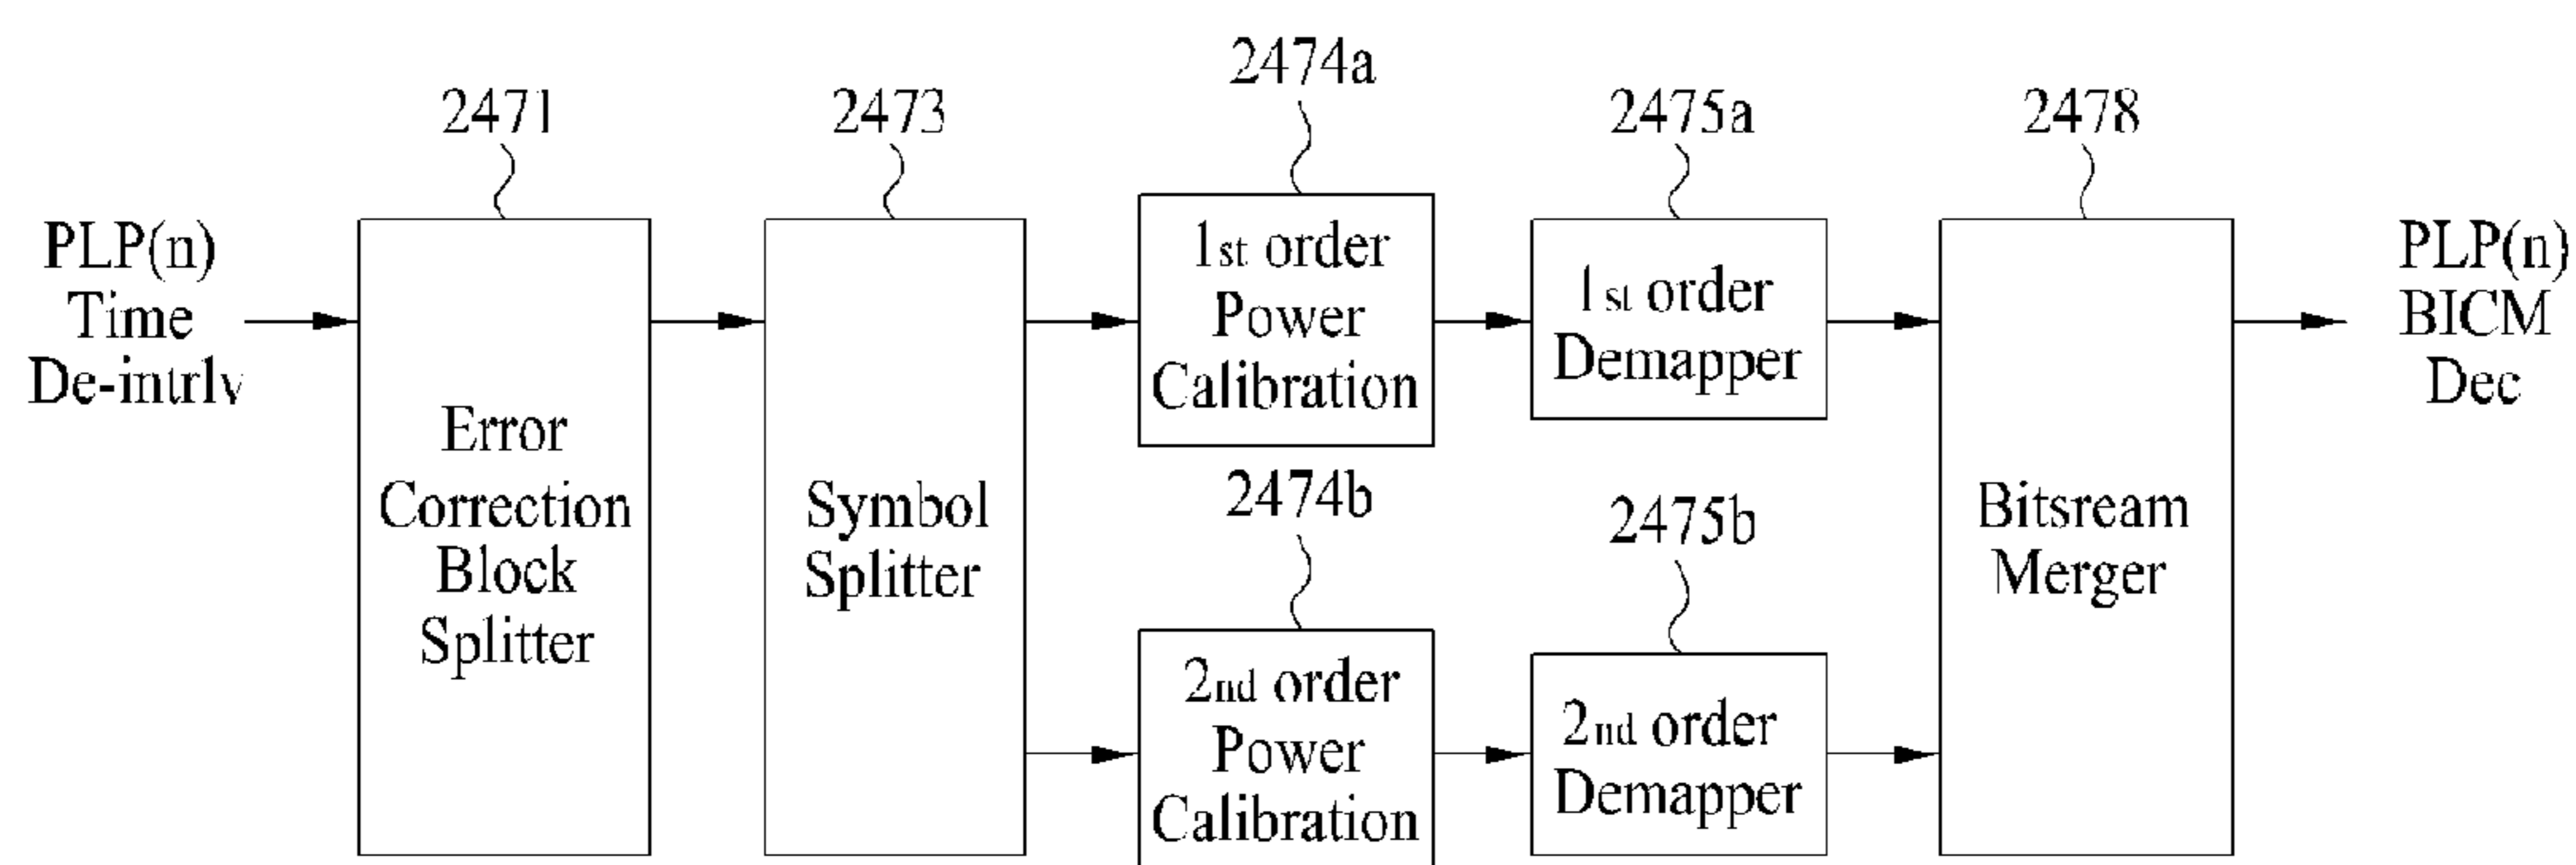 2471
2473
2474a
2475a
2478
PLP(n)
Time
De-intrlv
Error
Correction
Block
Splitter
Symbol
Splitter
1st order
Power
Calibration
1st order
Demapper
2474b
2475b
2nd order
Power
Calibration
2nd order
Demapper
Bitsream
Merger
PLP(n)
BICM
Dec